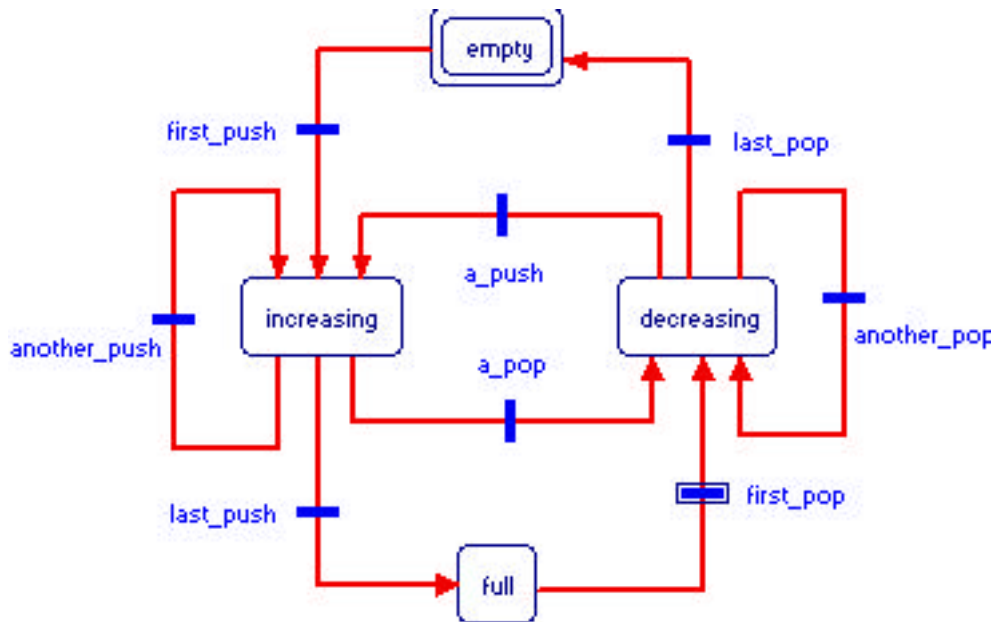 empty
first_push
last_pop
a_push
increasing
decreasing
another_push
another_pop
a_pop
last_push
first_pop
full